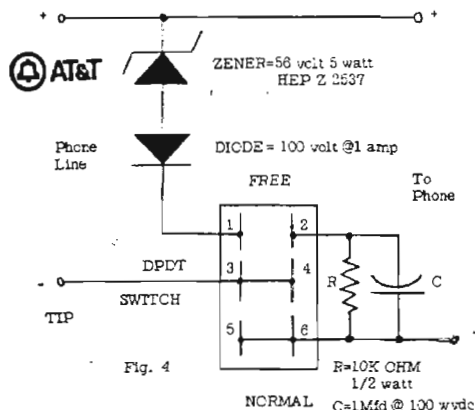 + +
AT&T
ZENER=56 volt 5 watt
HEP Z 2537
Phone
Line
DIODE = 100 volt @1 amp
FREE
To
Phone
1 2
DPDT
3 4
R C
- SWITCH
TIP
5 6
-
Fig. 4
R=10K OHM
1/2 watt
NORMAL
C=1Mfd @ 100 wvdc